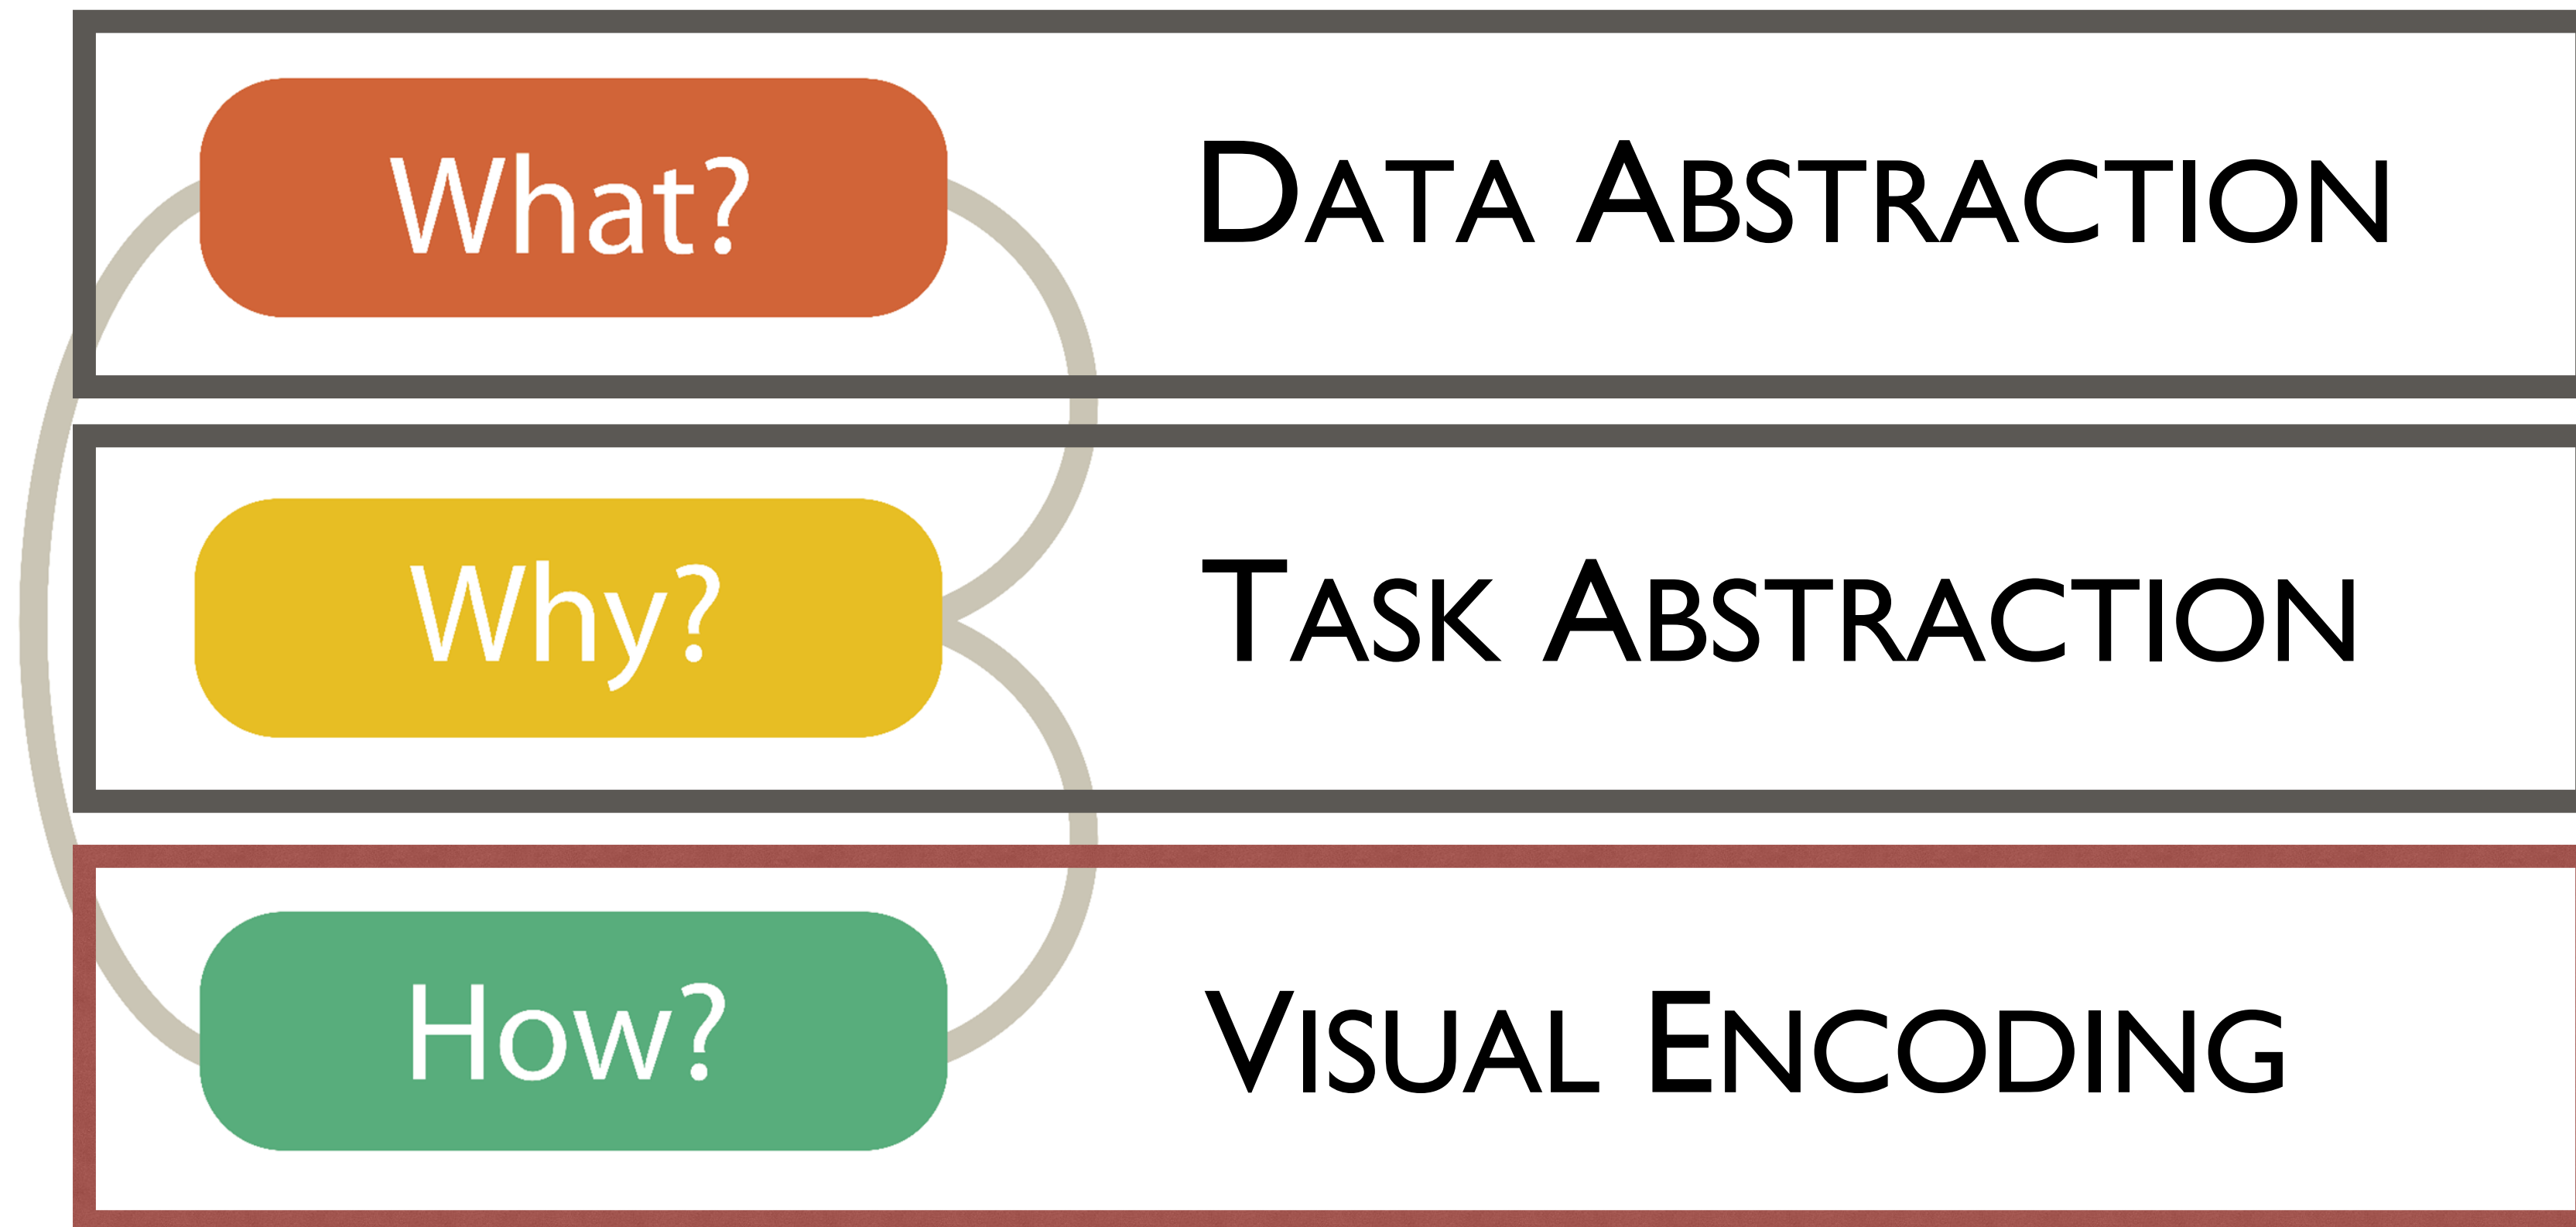 What?
DATA ABSTRACTION
Why?
TASK ABSTRACTION
How?
VISUAL ENCODING